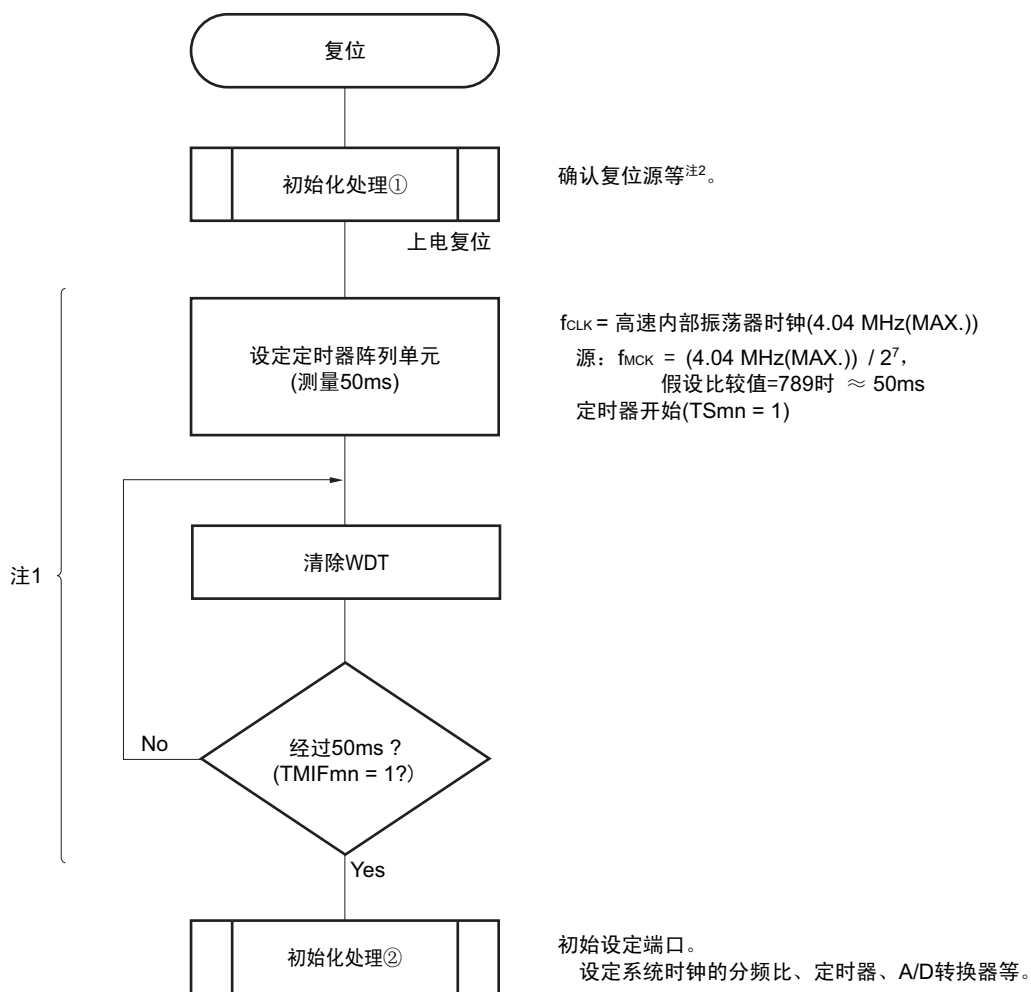 复位
初始化处理①
确认复位源等注2。
上电复位
设定定时器阵列单元
(测量50ms)
fCLK = 高速内部振荡器时钟(4.04 MHz(MAX.))
源：fMCK = (4.04 MHz(MAX.)) / 2⁷，
假设比较值=789时 ≈ 50ms
定时器开始(TSmn = 1)
清除WDT
注1
No
经过50ms？
(TMIFmn = 1?)
Yes
初始化处理②
初始设定端口。
设定系统时钟的分频比、定时器、A/D转换器等。